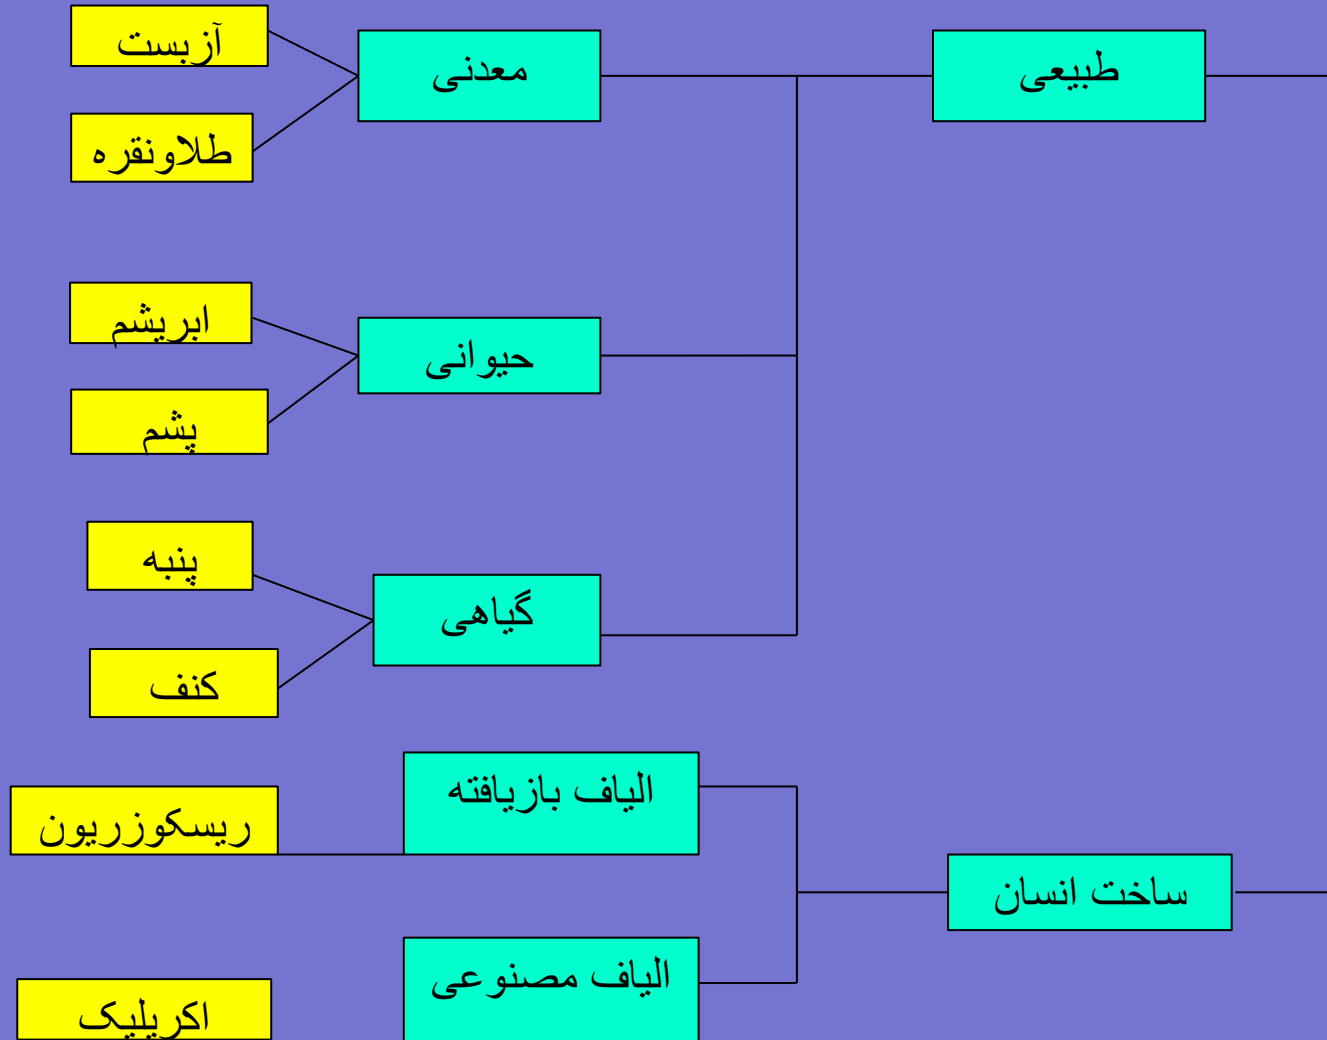 طبیعی
معدنی
آزبست
طلاونقره
حیوانی
ابریشم
پشم
گیاهی
پنبه
کنف
ساخت انسان
الیاف بازیافته
ریسکوزریون
الیاف مصنوعی
اکریلیک